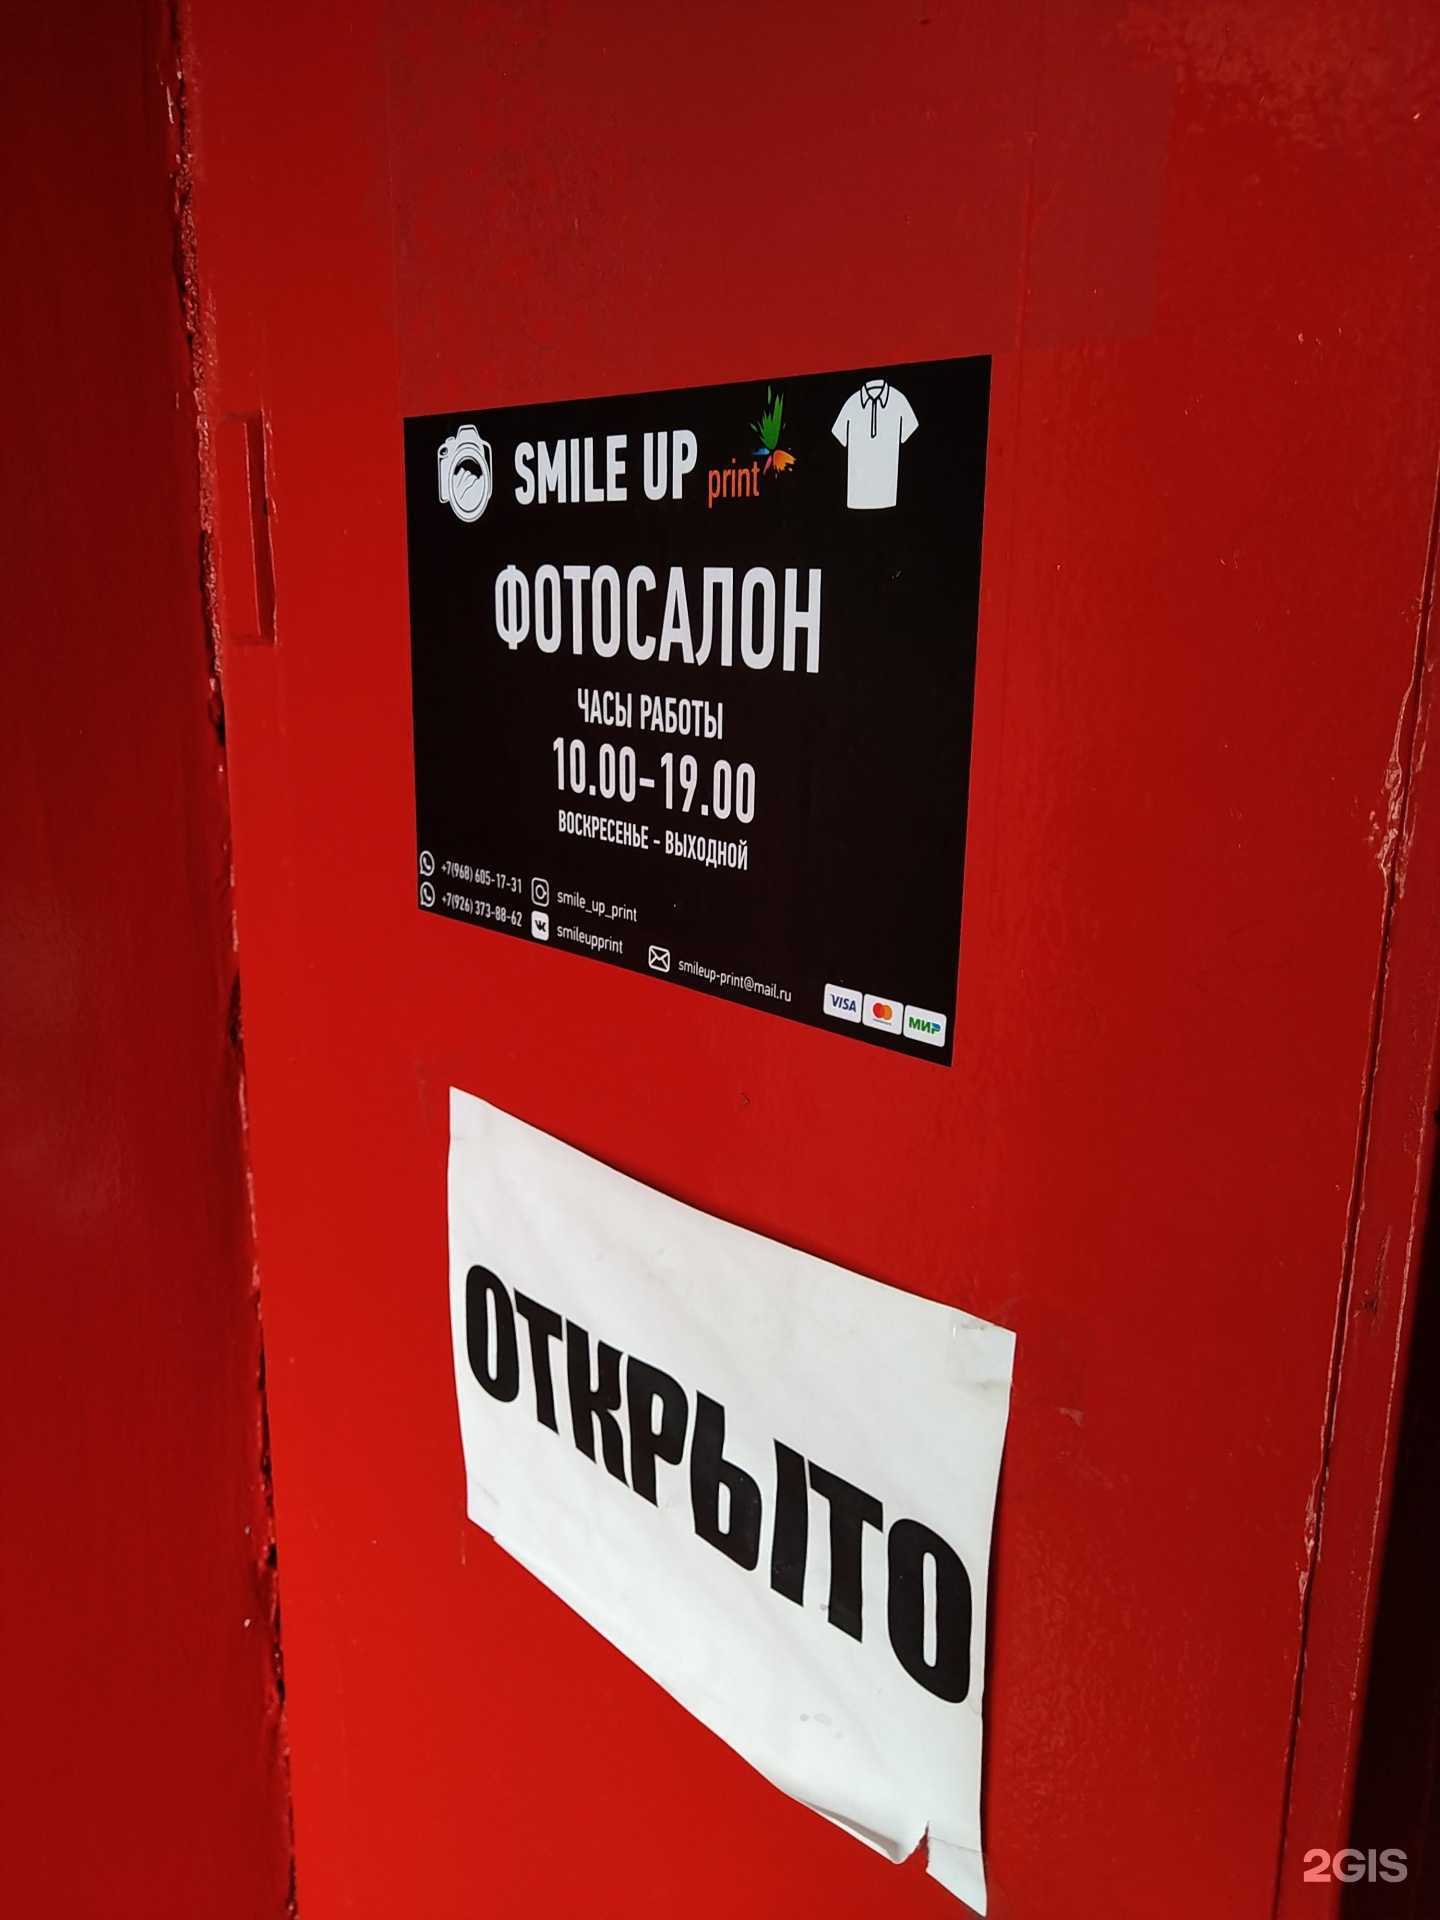 SMILE UP print
ФОТОСАЛОН
ЧАСЫ РАБОТЫ
10.00-19.00
ВОСКРЕСЕНЬЕ - ВЫХОДНОЙ
+7(968) 605-17-31
+7(926) 373-88-62
smile_up_print
smileupprint
smileup-print@mail.ru
VISA
МИР
ОТКРЫТО
2GIS